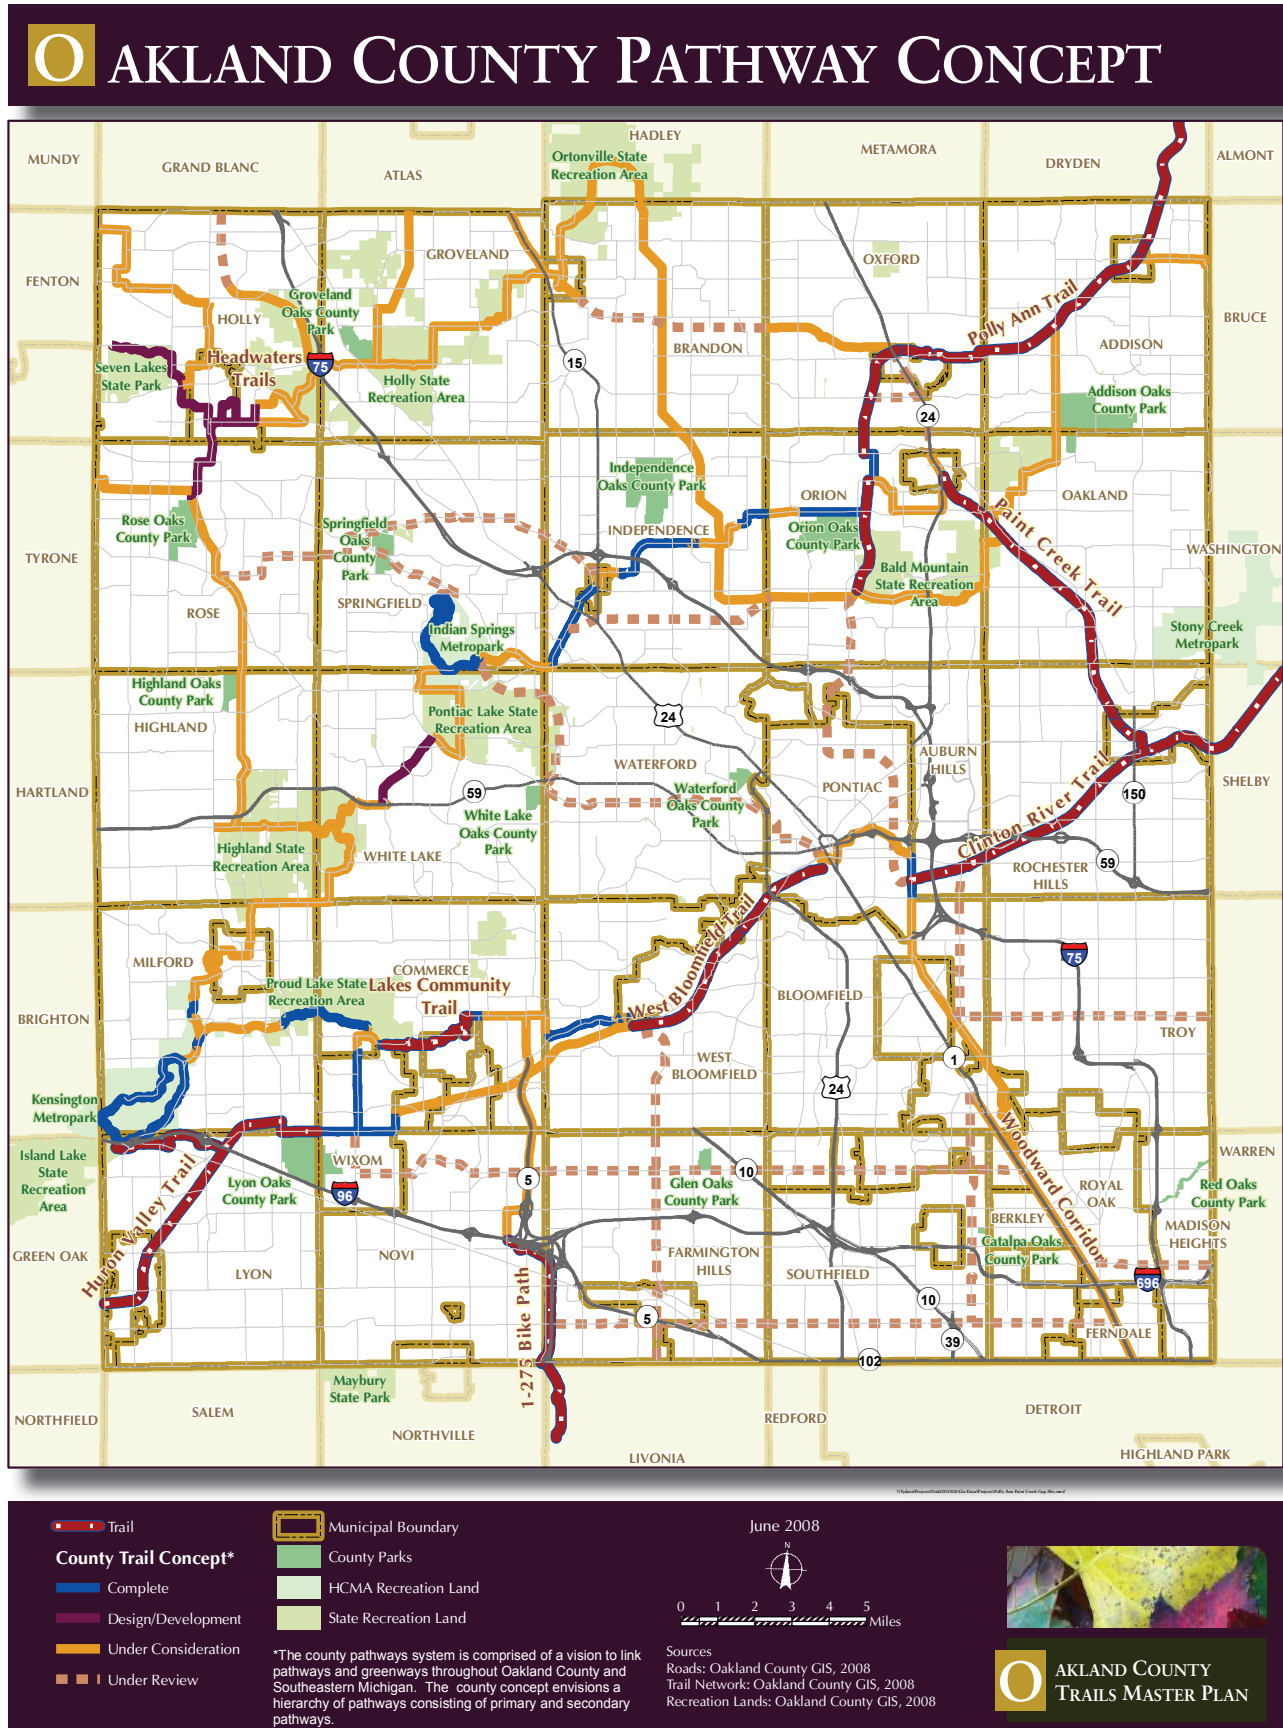 OAKLAND COUNTY PATHWAY CONCEPT
MUNDY
GRAND BLANC
ATLAS
HADLEY
METAMORA
DRYDEN
ALMONT
Ortonville State
Recreation Area
FENTON
GROVELAND
OXFORD
BRUCE
HOLLY
Groveland
Oaks County
Park
Polly Ann Trail
BRANDON
ADDISON
Headwaters
Trails
75
15
Seven Lakes
State Park
Holly State
Recreation Area
24
Addison Oaks
County Park
Independence
Oaks County Park
ORION
OAKLAND
Rose Oaks
County Park
Springfield
Oaks
County
Park
INDEPENDENCE
Orion Oaks
County Park
Paint Creek Trail
TYRONE
WASHINGTON
Bald Mountain
State Recreation
Area
ROSE
SPRINGFIELD
Indian Springs
Metropark
Stony Creek
Metropark
Highland Oaks
County Park
HIGHLAND
Pontiac Lake State
Recreation Area
24
WATERFORD
AUBURN
HILLS
HARTLAND
59
Waterford
Oaks County
Park
PONTIAC
150
SHELBY
White Lake
Oaks County
Park
Clinton River Trail
Highland State
Recreation Area
WHITE LAKE
ROCHESTER
HILLS
59
MILFORD
COMMERCE
Proud Lake State
Recreation Area
Lakes Community
Trail
West Bloomfield Trail
BLOOMFIELD
75
BRIGHTON
TROY
WEST
BLOOMFIELD
1
24
Kensington
Metropark
Island Lake
State
Recreation
Area
WIXOM
Lyon Oaks
County Park
96
5
10
Glen Oaks
County Park
Woodward Corridor
WARREN
ROYAL
OAK
Red Oaks
County Park
BERKLEY
MADISON
HEIGHTS
Catalpa Oaks
County Park
Huron Valley Trail
GREEN OAK
LYON
NOVI
FARMINGTON
HILLS
SOUTHFIELD
696
10
5
39
FERNDALE
1-275 Bike Path
102
Maybury
State Park
NORTHFIELD
SALEM
NORTHVILLE
LIVONIA
REDFORD
DETROIT
HIGHLAND PARK
Trail
County Trail Concept*
Complete
Design/Development
Under Consideration
Under Review
Municipal Boundary
County Parks
HCMA Recreation Land
State Recreation Land
*The county pathways system is comprised of a vision to link
pathways and greenways throughout Oakland County and
Southeastern Michigan. The county concept envisions a
hierarchy of pathways consisting of primary and secondary
pathways.
June 2008
N
0 1 2 3 4 5
Miles
Sources
Roads: Oakland County GIS, 2008
Trail Network: Oakland County GIS, 2008
Recreation Lands: Oakland County GIS, 2008
OAKLAND COUNTY
TRAILS MASTER PLAN